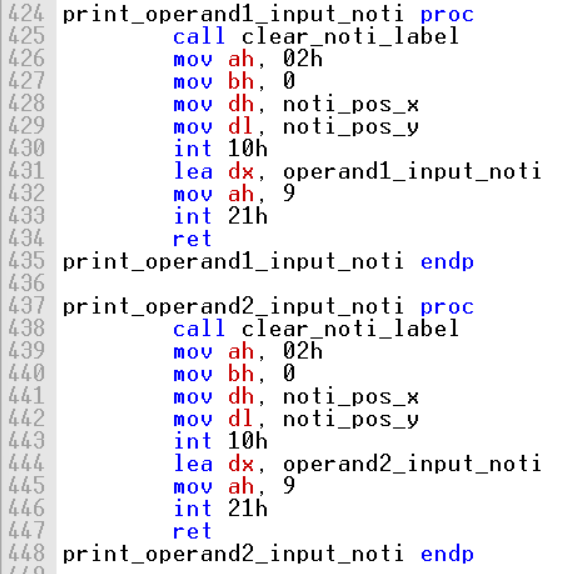 424 print_operand1_input_noti proc
425 call clear_noti_label
426 mov ah, 02h
427 mov bh, 0
428 mov dh, noti_pos_x
429 mov dl, noti_pos_y
430 int 10h
431 lea dx, operand1_input_noti
432 mov ah, 9
433 int 21h
434 ret
435 print_operand1_input_noti endp
436
437 print_operand2_input_noti proc
438 call clear_noti_label
439 mov ah, 02h
440 mov bh, 0
441 mov dh, noti_pos_x
442 mov dl, noti_pos_y
443 int 10h
444 lea dx, operand2_input_noti
445 mov ah, 9
446 int 21h
447 ret
448 print_operand2_input_noti endp